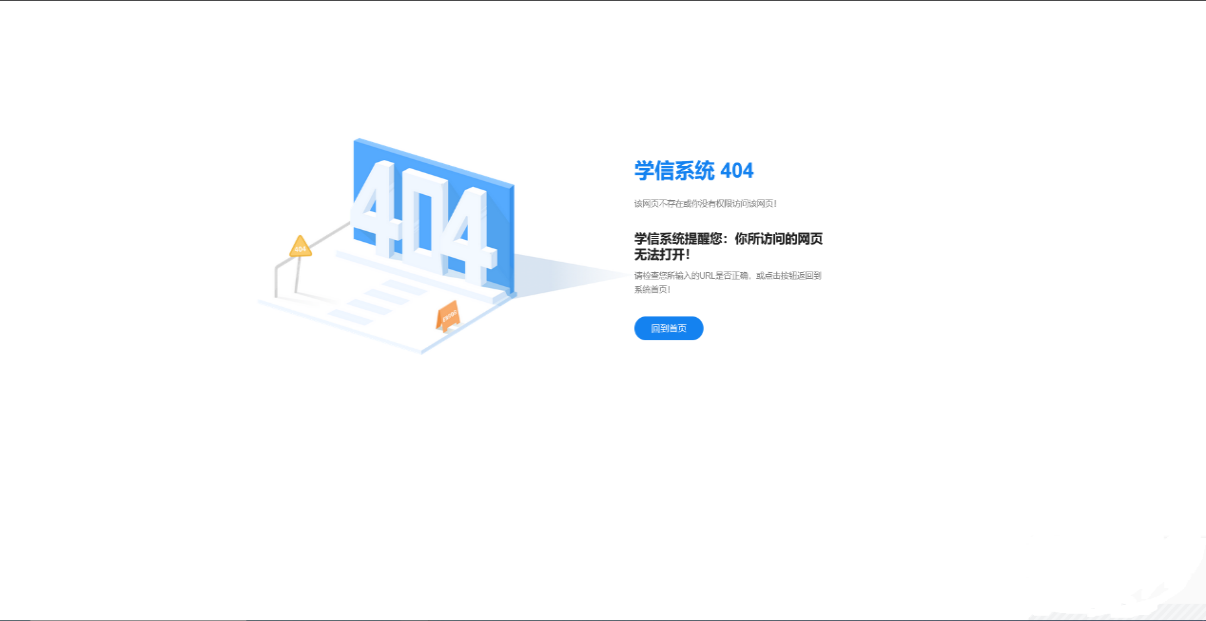 404
404
学信系统 404
该网页不存在或你没有权限访问该网页!
学信系统提醒您：你所访问的网页
无法打开!
请检查您所输入的URL是否正确、或点击按钮返回到
系统首页!
回到首页